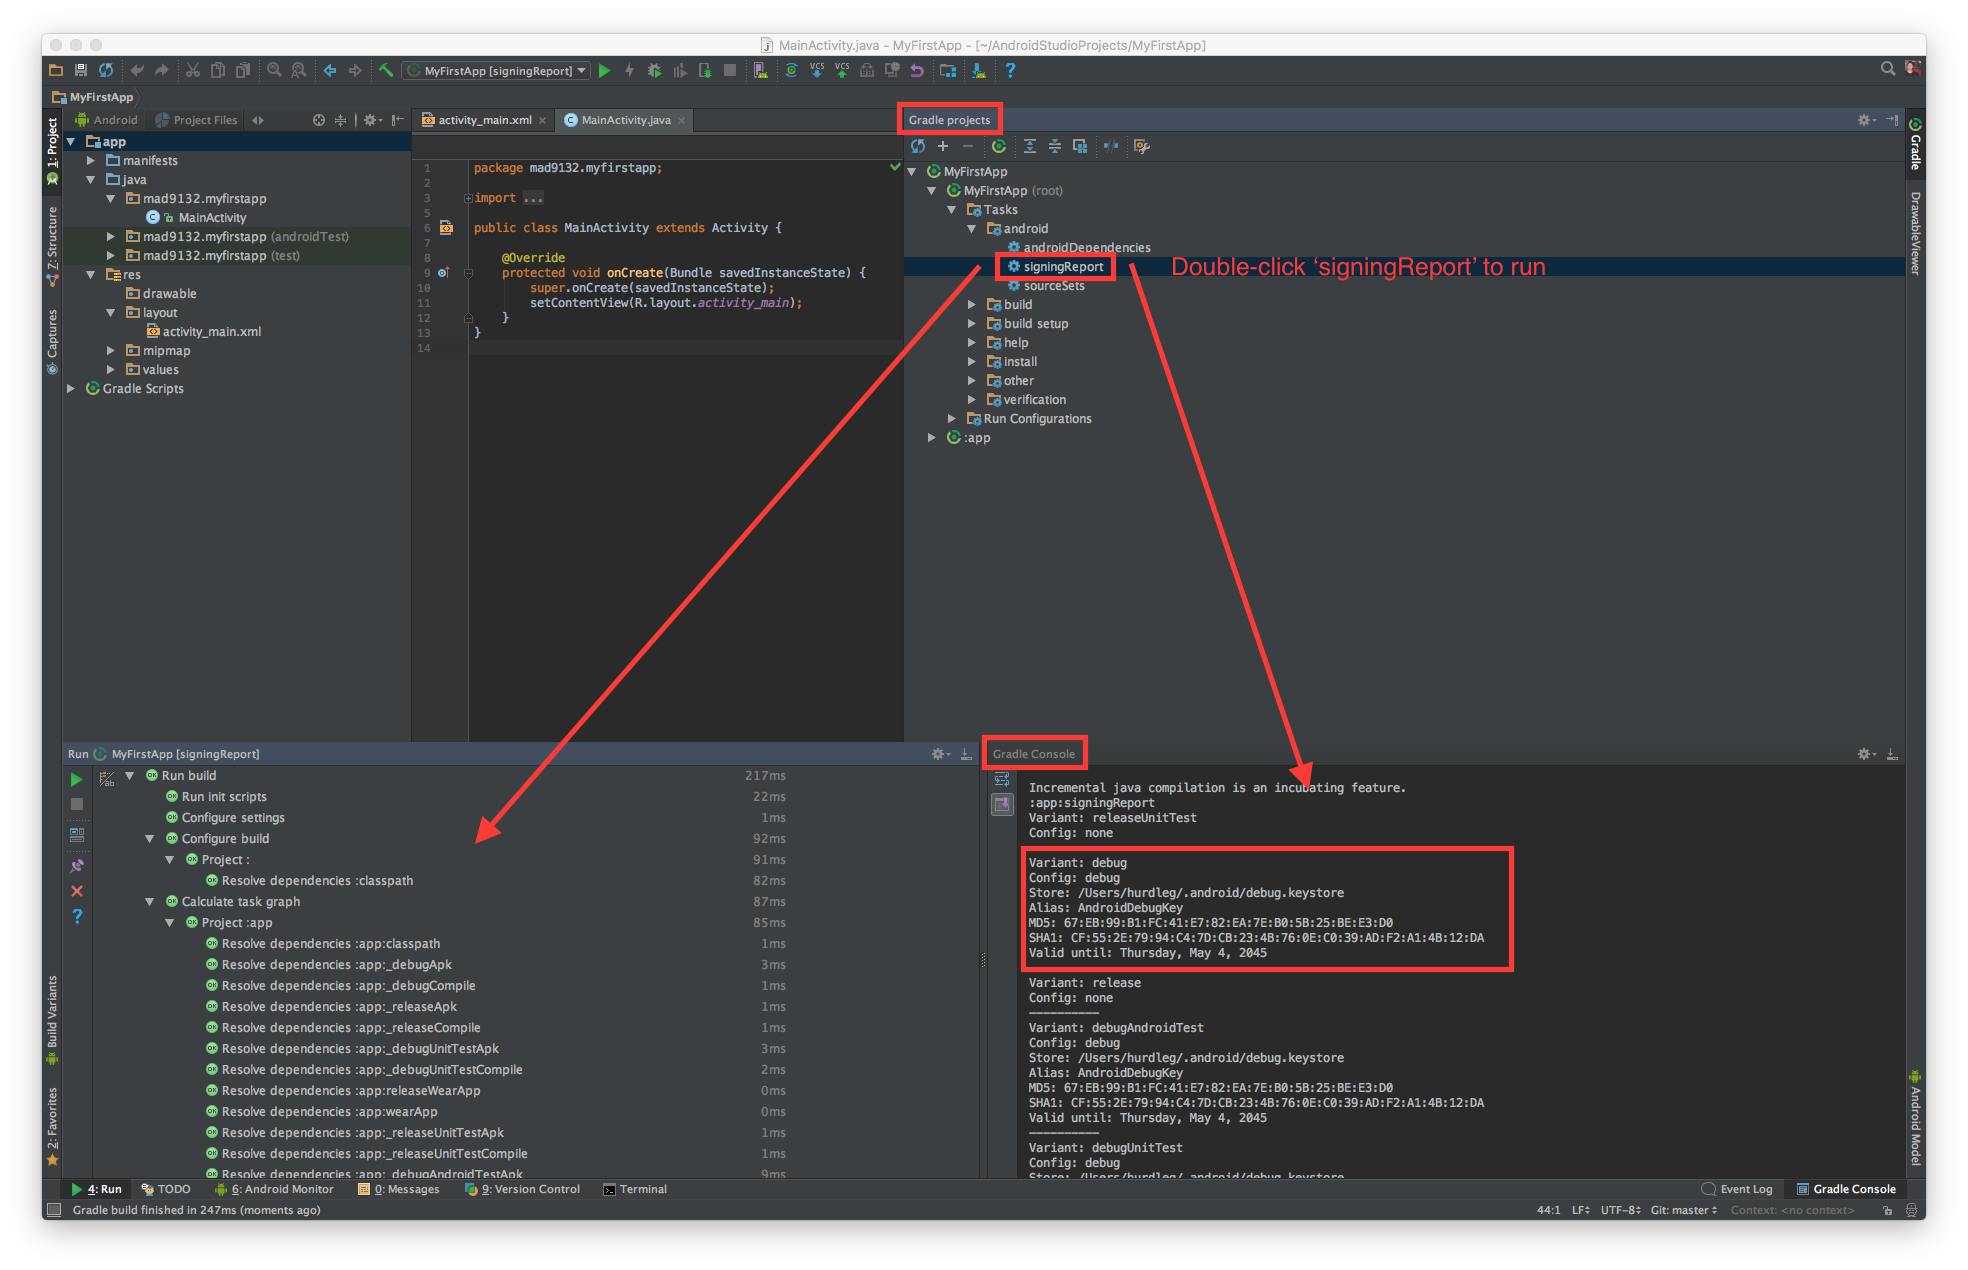 MainActivity.java - MyFirstApp - [~/AndroidStudioProjects/MyFirstApp]
MyFirstApp [signingReport]
VCS VCS
MyFirstApp
1: Project
Z: Structure
Captures
Build Variants
2: Favorites
Android Project Files
app
manifests
java
mad9132.myfirstapp
MainActivity
mad9132.myfirstapp (androidTest)
mad9132.myfirstapp (test)
res
drawable
layout
activity_main.xml
mipmap
values
Gradle Scripts
activity_main.xml MainActivity.java
1 package mad9132.myfirstapp;
2
3 import ...
5
6 public class MainActivity extends Activity {
7
8 @Override
9 protected void onCreate(Bundle savedInstanceState) {
10 super.onCreate(savedInstanceState);
11 setContentView(R.layout.activity_main);
12 }
13 }
14
Gradle projects
MyFirstApp
MyFirstApp (root)
Tasks
android
androidDependencies
signingReport
Double-click ‘signingReport’ to run
sourceSets
build
build setup
help
install
other
verification
Run Configurations
:app
Gradle
DrawableViewer
Android Model
Run MyFirstApp [signingReport]
Run build 217ms
Run init scripts 22ms
Configure settings 1ms
Configure build 92ms
Project : 91ms
Resolve dependencies :classpath 82ms
Calculate task graph 87ms
Project :app 85ms
Resolve dependencies :app:classpath 1ms
Resolve dependencies :app:_debugApk 3ms
Resolve dependencies :app:_debugCompile 1ms
Resolve dependencies :app:_releaseApk 1ms
Resolve dependencies :app:_releaseCompile 1ms
Resolve dependencies :app:_debugUnitTestApk 3ms
Resolve dependencies :app:_debugUnitTestCompile 2ms
Resolve dependencies :app:releaseWearApp 0ms
Resolve dependencies :app:wearApp 0ms
Resolve dependencies :app:_releaseUnitTestApk 1ms
Resolve dependencies :app:_releaseUnitTestCompile 1ms
Resolve dependencies :app:_debugAndroidTestApk 9ms
Gradle Console
Incremental java compilation is an incubating feature.
:app:signingReport
Variant: releaseUnitTest
Config: none
Variant: debug
Config: debug
Store: /Users/hurdleg/.android/debug.keystore
Alias: AndroidDebugKey
MD5: 67:EB:99:B1:FC:41:E7:82:EA:7E:B0:5B:25:BE:E3:D0
SHA1: CF:55:2E:79:94:C4:7D:CB:23:4B:76:0E:C0:39:AD:F2:A1:4B:12:DA
Valid until: Thursday, May 4, 2045
Variant: release
Config: none
----------
Variant: debugAndroidTest
Config: debug
Store: /Users/hurdleg/.android/debug.keystore
Alias: AndroidDebugKey
MD5: 67:EB:99:B1:FC:41:E7:82:EA:7E:B0:5B:25:BE:E3:D0
SHA1: CF:55:2E:79:94:C4:7D:CB:23:4B:76:0E:C0:39:AD:F2:A1:4B:12:DA
Valid until: Thursday, May 4, 2045
----------
Variant: debugUnitTest
Config: debug
Store: /Users/hurdleg/.android/debug.keystore
4: Run TODO 6: Android Monitor 0: Messages 9: Version Control Terminal Event Log Gradle Console
Gradle build finished in 247ms (moments ago) 44:1 LF UTF-8 Git: master Context: <no context>